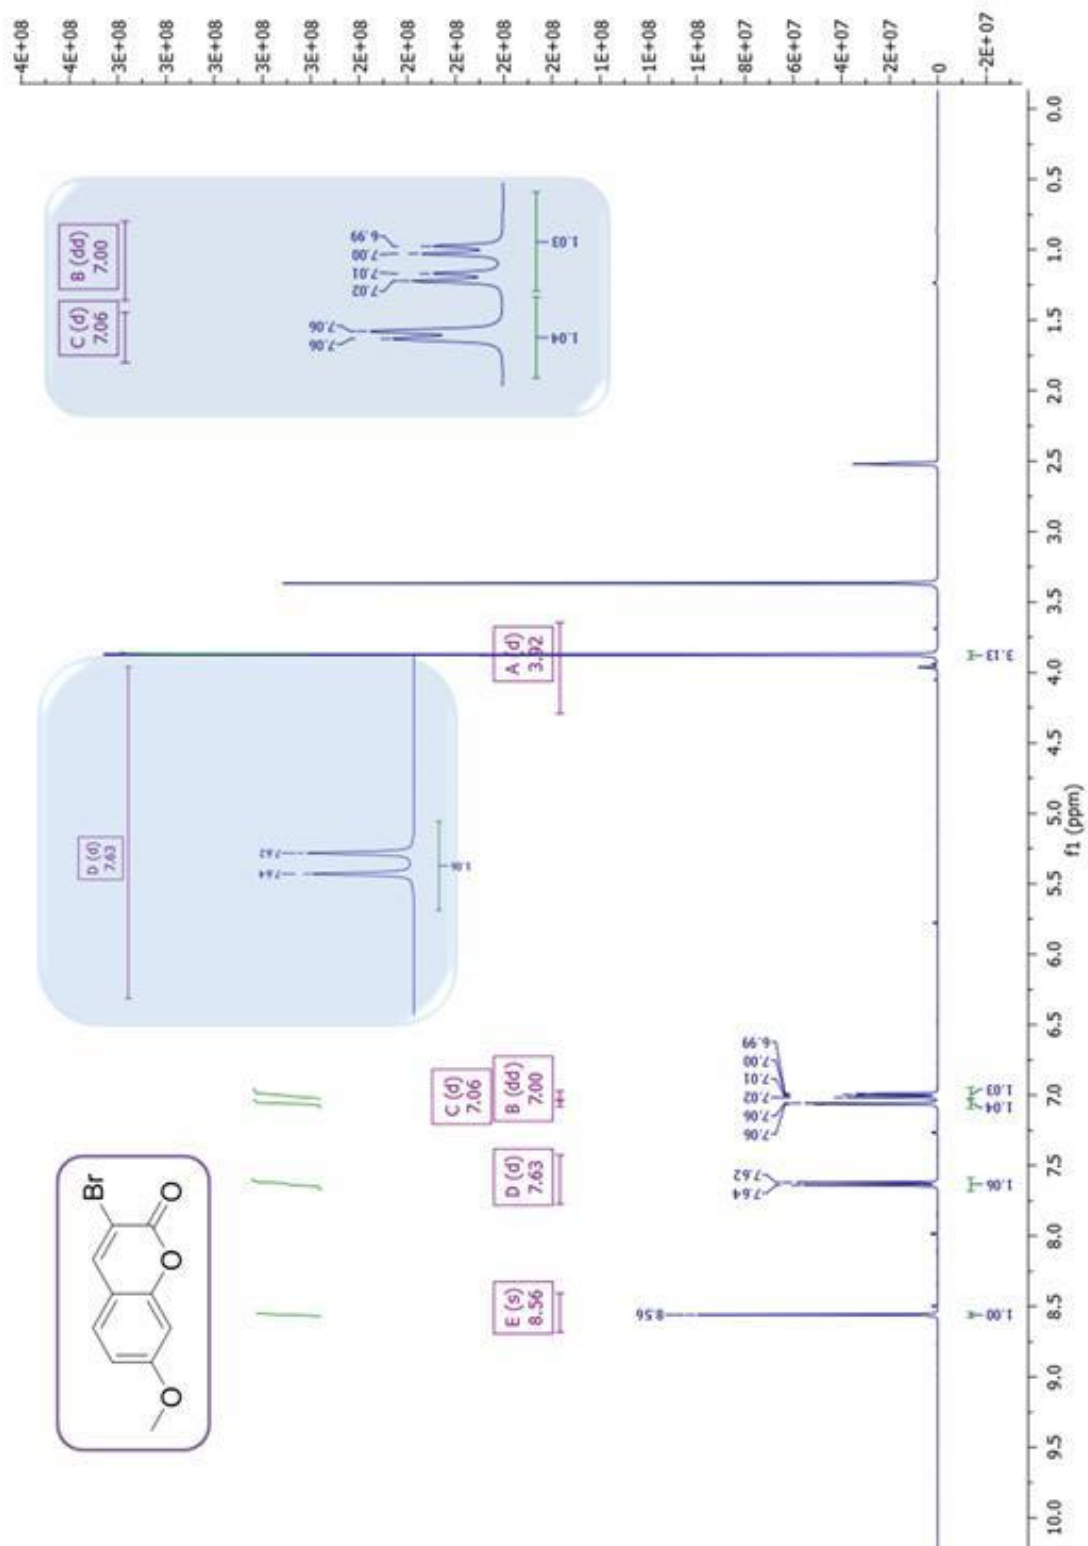 4E+08
4E+08
3E+08
3E+08
3E+08
3E+08
3E+08
2E+08
2E+08
2E+08
2E+08
2E+08
1E+08
1E+08
1E+08
8E+07
6E+07
4E+07
2E+07
0
-2E+07
Br
O
O
O
D (d)
7.63
7.64
7.62
1.06
C (d)
7.06
B (dd)
7.00
7.06
7.06
7.02
7.01
7.00
6.99
1.04
1.03
E (s)
8.56
D (d)
7.63
C (d)
7.06
B (dd)
7.00
A (d)
3.92
8.56
7.64
7.62
7.06
7.06
7.02
7.01
7.00
6.99
1.00
1.06
1.04
1.03
3.13
10.0 9.5 9.0 8.5 8.0 7.5 7.0 6.5 6.0 5.5 5.0 4.5 4.0 3.5 3.0 2.5 2.0 1.5 1.0 0.5 0.0
f1 (ppm)